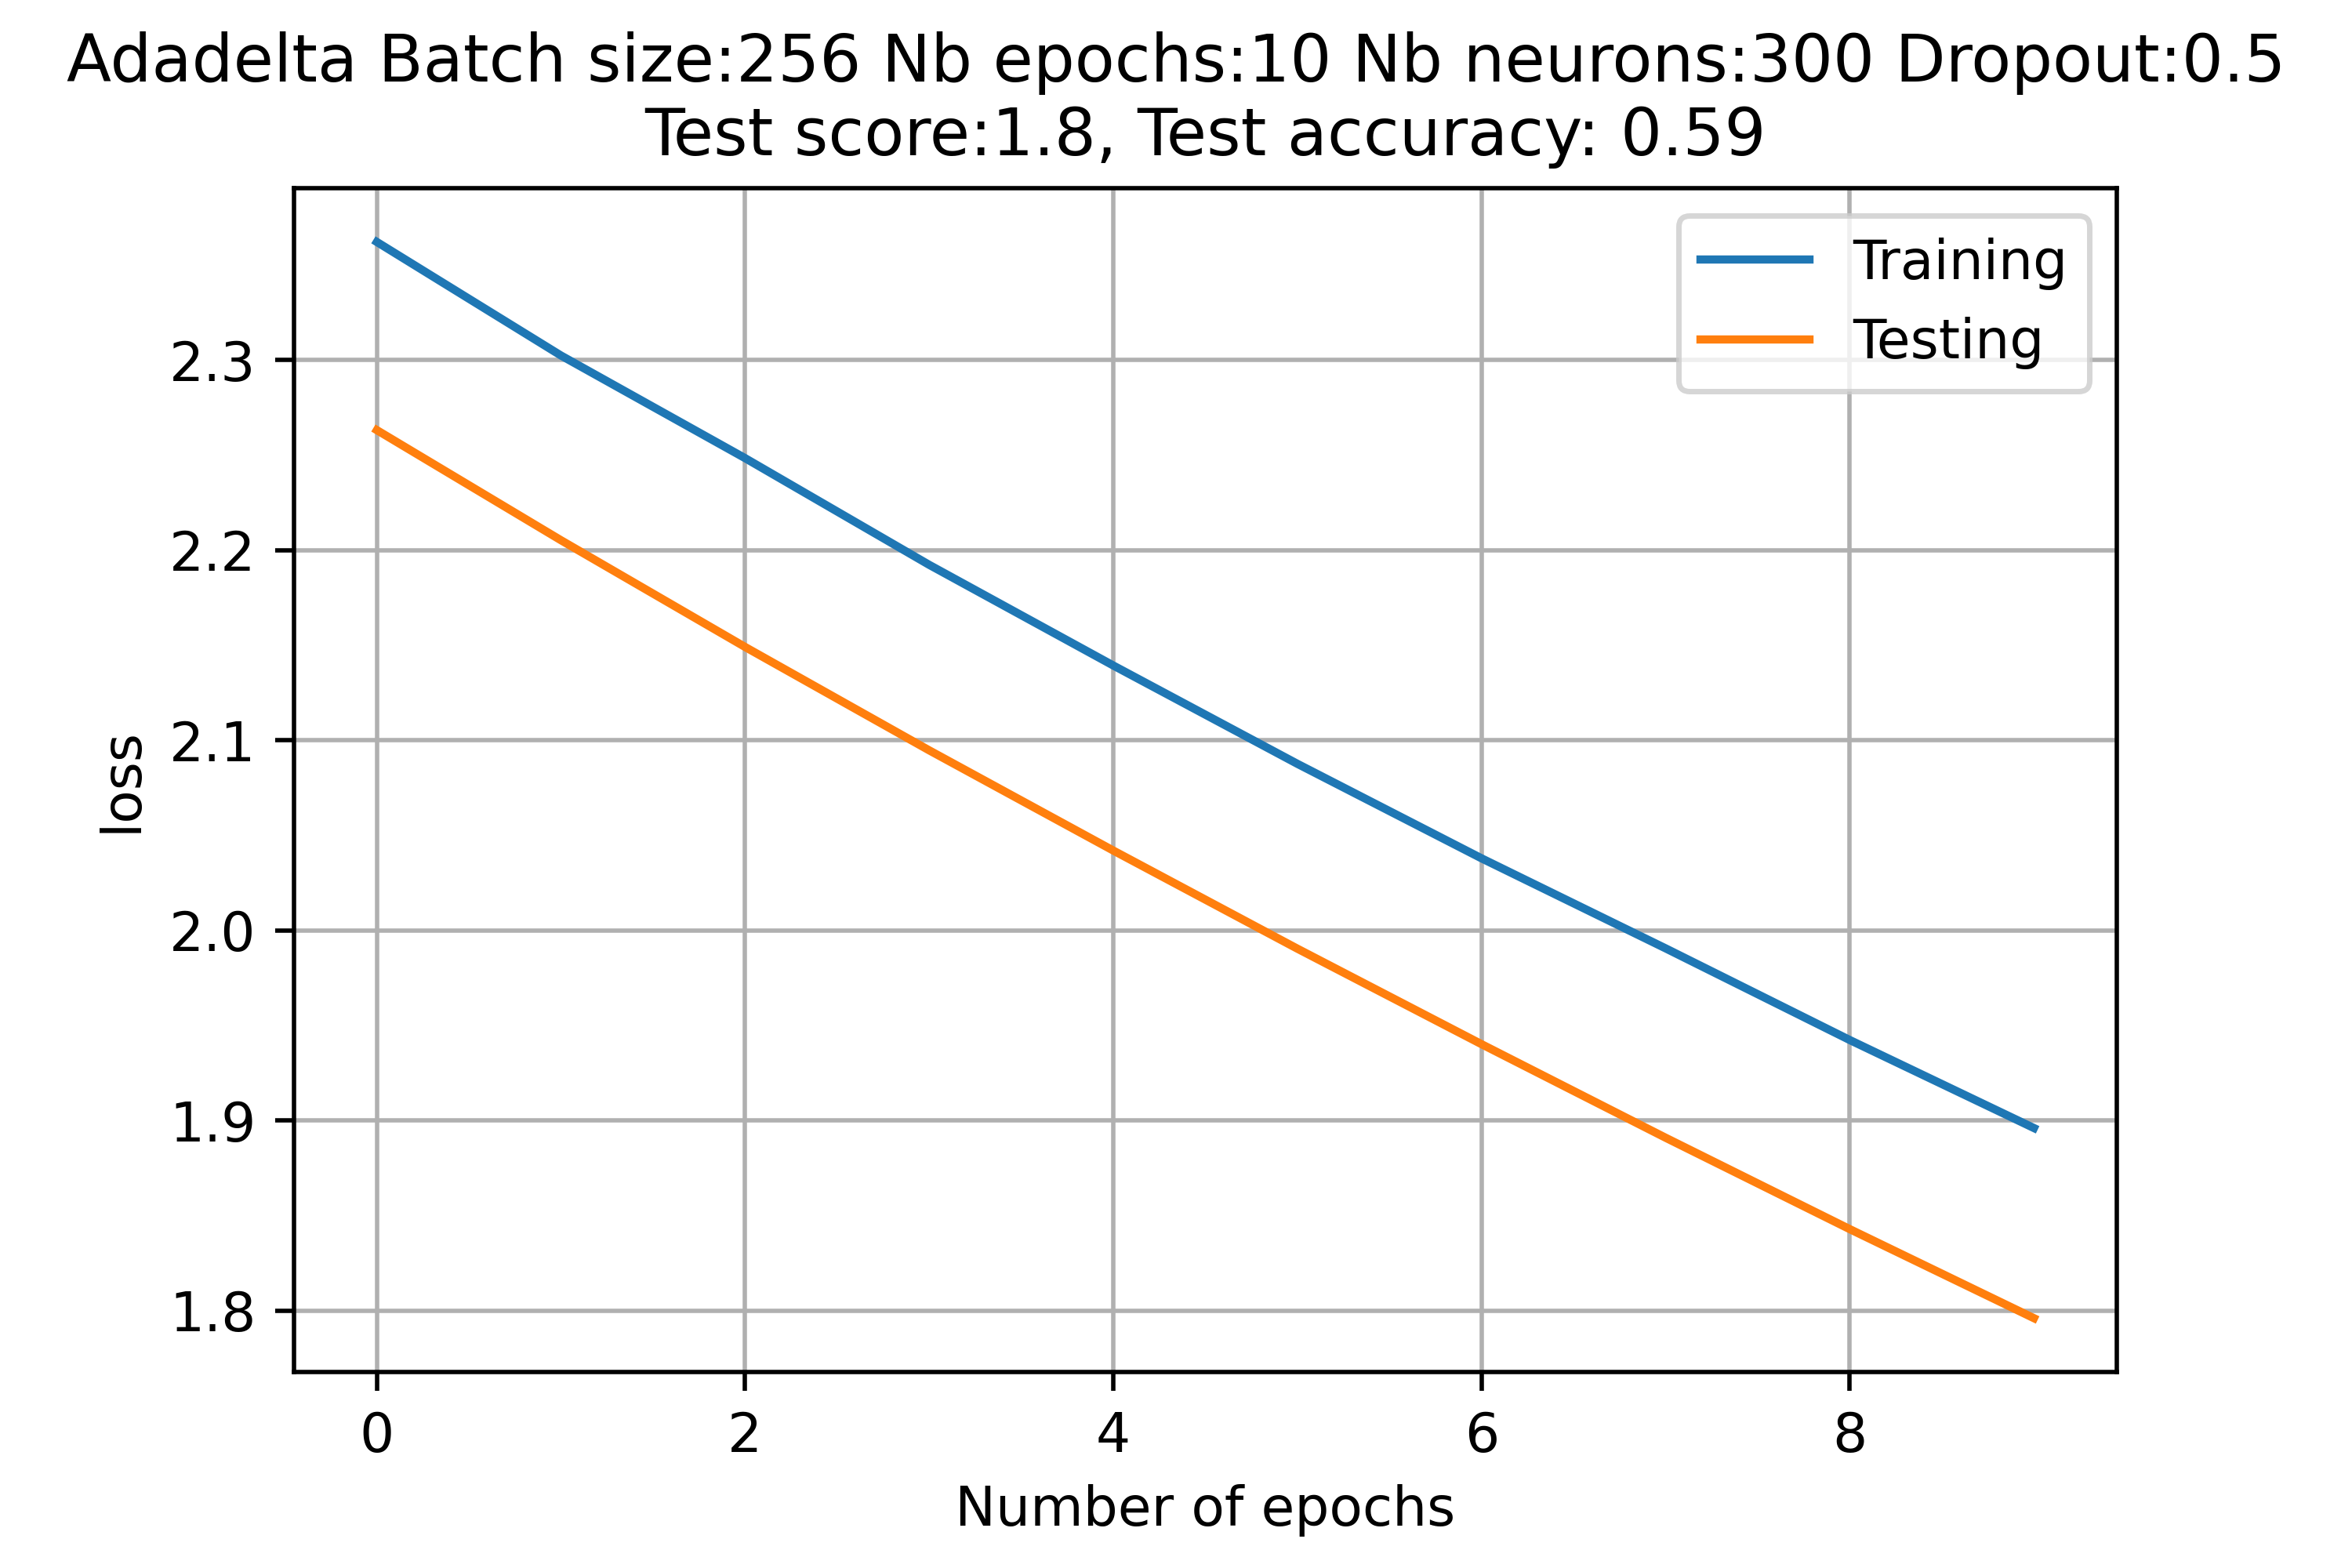 Adadelta Batch size:256 Nb epochs:10 Nb neurons:300 Dropout:0.5
Test score:1.8, Test accuracy: 0.59
Training
Testing
2.3
2.2
2.1
2.0
1.9
1.8
loss
0 2 4 6 8
Number of epochs